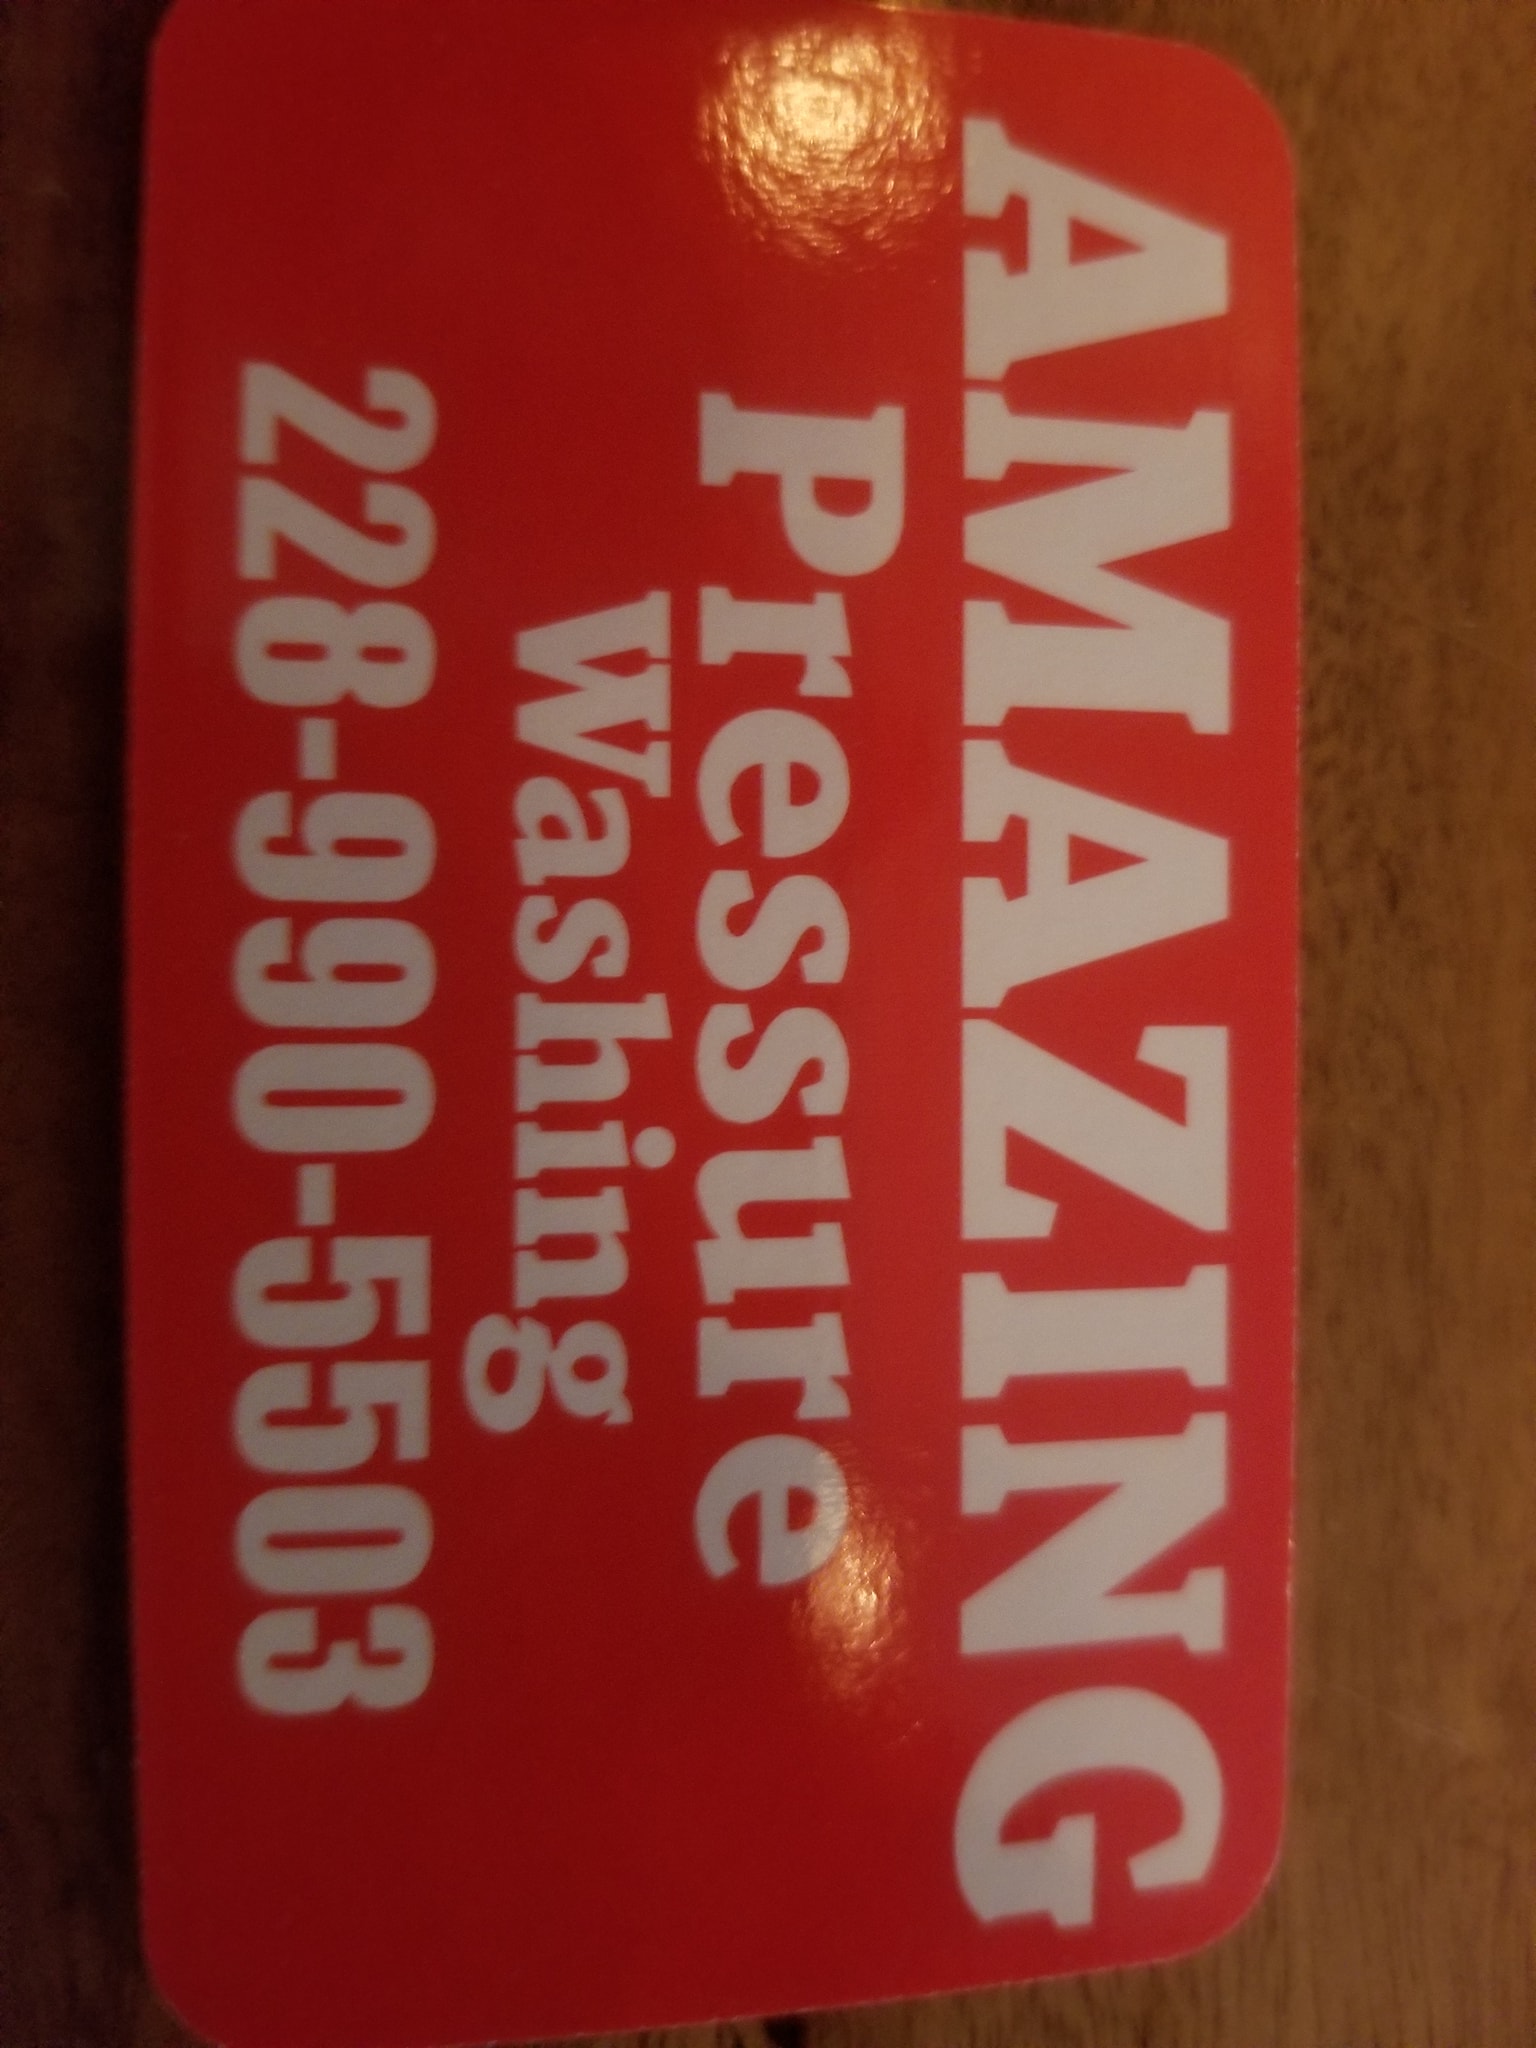 AMAZING
Pressure
Washing
228-990-5503